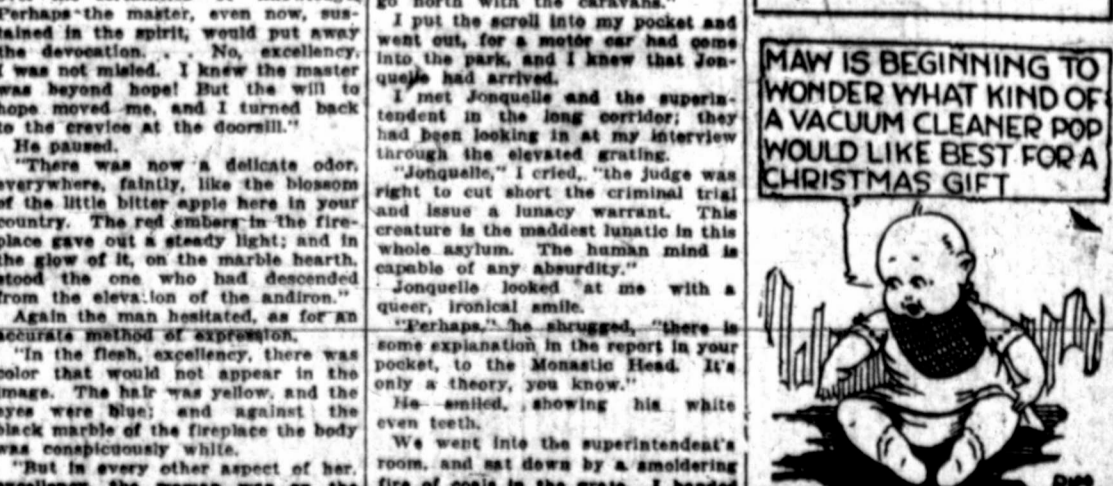 Perhaps the master, even now, sus-
tained in the spirit, would put away
the devocation. . . No, excellency.
I was not misled. I knew the master
was beyond hope! But the will to
hope moved me, and I turned back
to the crevice at the doorsill."
He paused.
"There was now a delicate odor,
everywhere, faintly, like the blossom
of the little bitter apple here in your
country. The red embers in the fire-
place gave out a steady light; and in
the glow of it, on the marble hearth,
stood the one who had descended
from the elevation of the andiron."
Again the man hesitated, as for an
accurate method of expression.
"In the flesh, excellency, there was
color that would not appear in the
image. The hair was yellow, and the
eyes were blue; and against the
black marble of the fireplace the body
was conspicuously white.
"But in every other aspect of her,
go north with the caravans."
I put the scroll into my pocket and
went out, for a motor car had come
into the park, and I knew that Jon-
quelle had arrived.
I met Jonquelle and the superin-
tendent in the long corridor; they
had been looking in at my interview
through the elevated grating.
"Jonquelle," I cried, "the judge was
right to cut short the criminal trial
and issue a lunacy warrant. This
creature is the maddest lunatic in this
whole asylum. The human mind is
capable of any absurdity."
Jonquelle looked at me with a
queer, ironical smile.
"Perhaps," he shrugged, "there is
some explanation in the report in your
pocket, to the Monastic Head. It's
only a theory, you know."
He smiled, showing his white
even teeth.
We went into the superintendent's
room, and sat down by a smoldering
fire of coals in the grate. I handed
MAW IS BEGINNING TO
WONDER WHAT KIND OF
A VACUUM CLEANER POP
WOULD LIKE BEST FOR A
CHRISTMAS GIFT